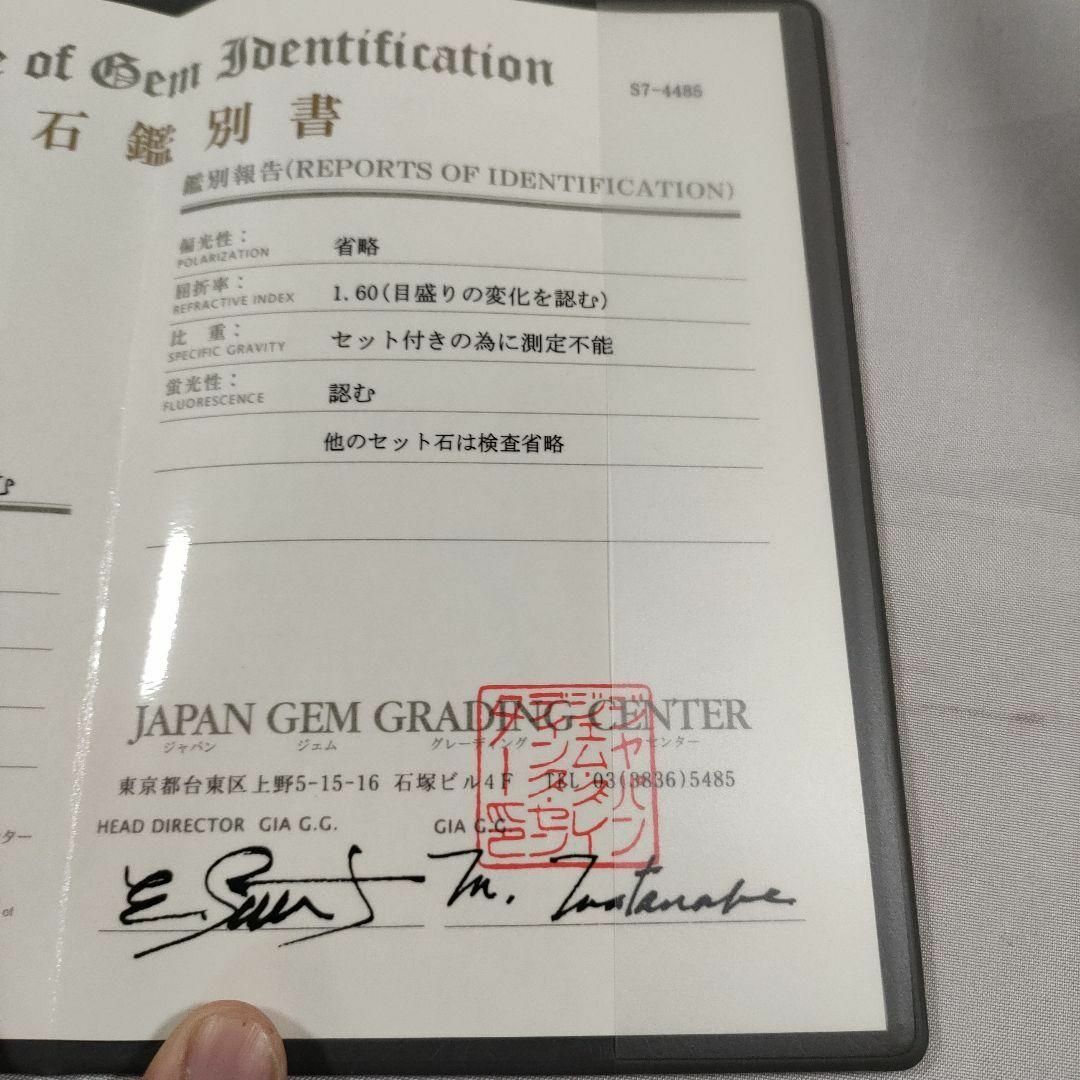 of Gem Identification
S7-4485
石鑑別書
鑑別報告(REPORTS OF IDENTIFICATION)
偏光性:
POLARIZATION
省略
屈折率:
REFRACTIVE INDEX
1.60(目盛りの変化を認む)
比 重:
SPECIFIC GRAVITY
セット付きの為に測定不能
蛍光性:
FLUORESCENCE
認む
他のセット石は検査省略
む
JAPAN GEM GRADING CENTER
ジャパン ジェム グレーディング センター
東京都台東区上野5-15-16 石塚ビル4F TEL 03(3836)5485
HEAD DIRECTOR GIA G.G.
GIA G.G.
ジャパン
ジェム・グレイ
ディング・セン
ター印
ター
of
M. Watanabe